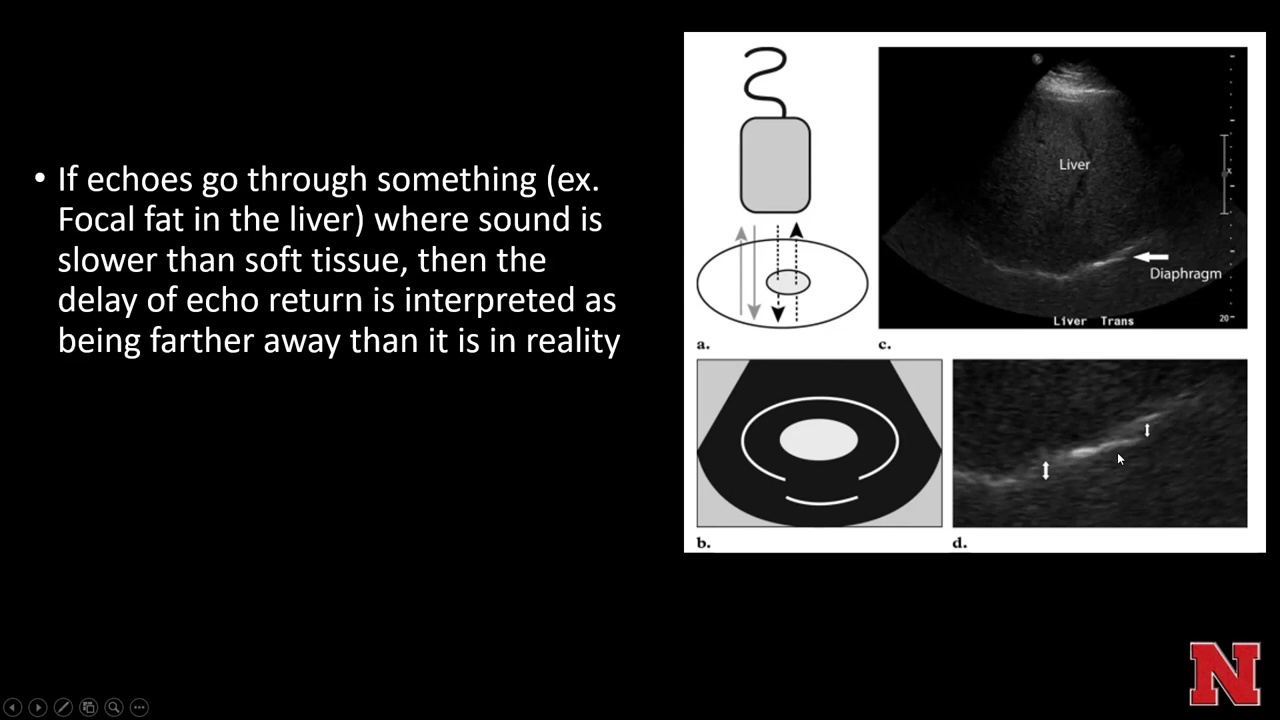 • If echoes go through something (ex.
Focal fat in the liver) where sound is
slower than soft tissue, then the
delay of echo return is interpreted as
being farther away than it is in reality
Liver
Diaphragm
Liver Trans
20
x
a.
c.
b.
d.
N